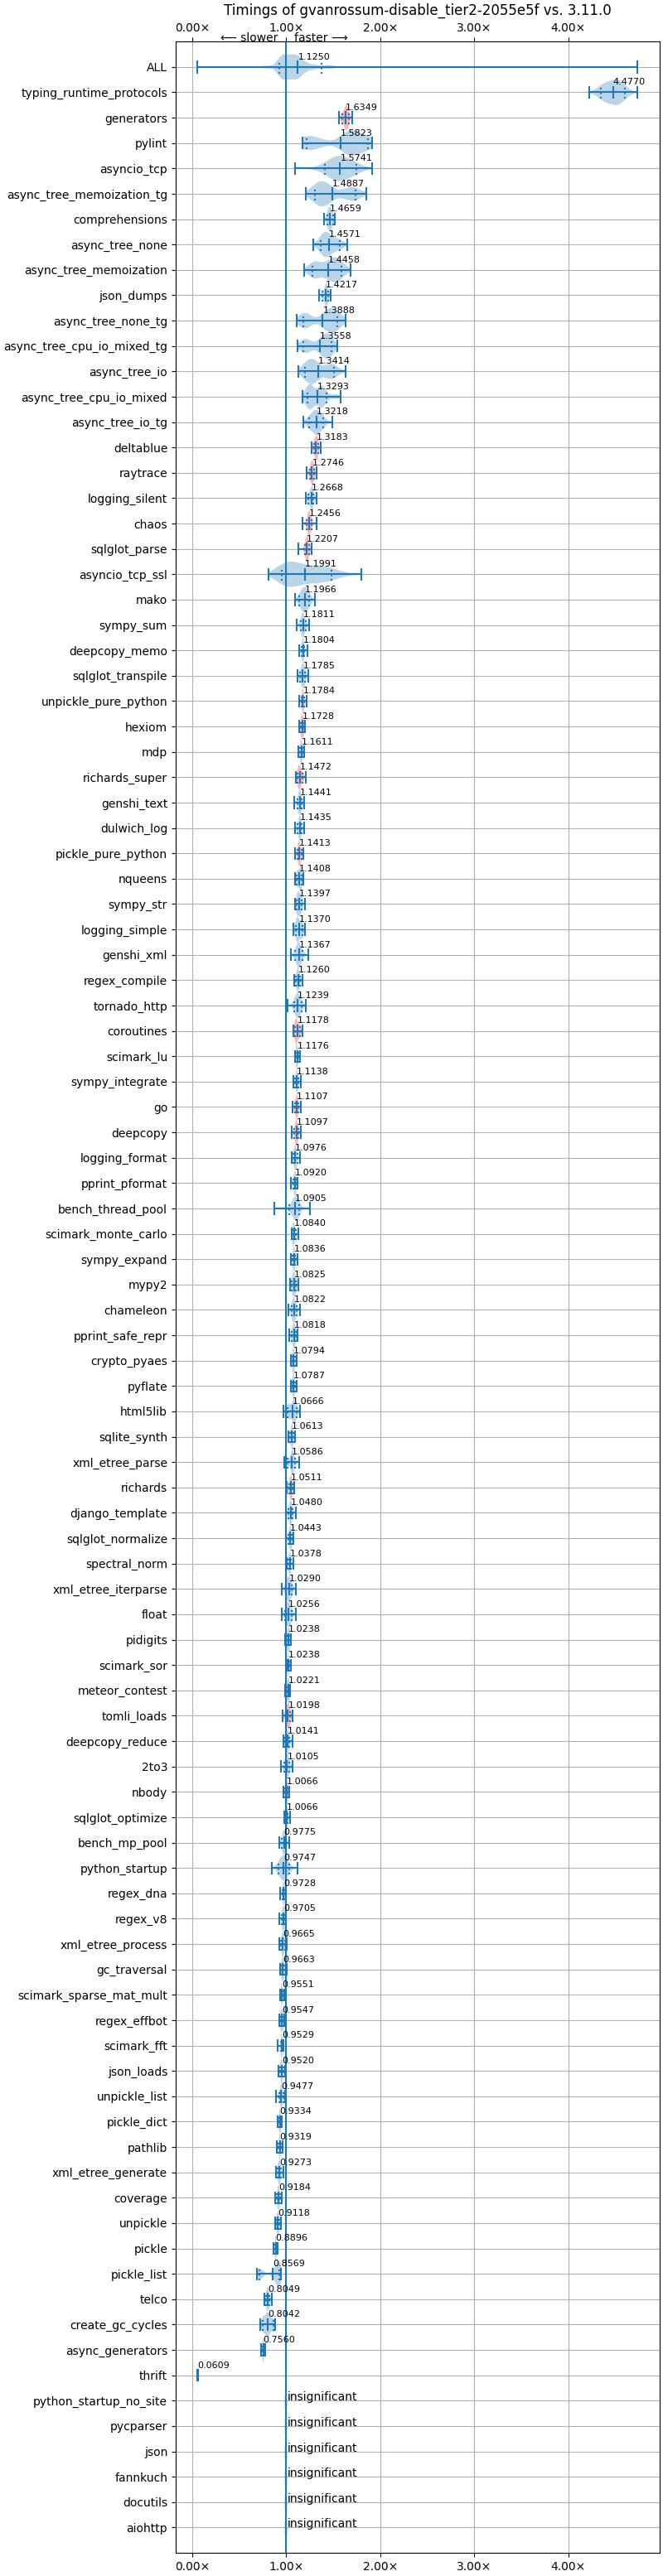 Timings of gvanrossum-disable_tier2-2055e5f vs. 3.11.0
0.00× 1.00× 2.00× 3.00× 4.00×
⟵ slower faster ⟶
ALL 1.1250
typing_runtime_protocols 4.4770
generators 1.6349
pylint 1.5823
asyncio_tcp 1.5741
async_tree_memoization_tg 1.4887
comprehensions 1.4659
async_tree_none 1.4571
async_tree_memoization 1.4458
json_dumps 1.4217
async_tree_none_tg 1.3888
async_tree_cpu_io_mixed_tg 1.3558
async_tree_io 1.3414
async_tree_cpu_io_mixed 1.3293
async_tree_io_tg 1.3218
deltablue 1.3183
raytrace 1.2746
logging_silent 1.2668
chaos 1.2456
sqlglot_parse 1.2207
asyncio_tcp_ssl 1.1991
mako 1.1966
sympy_sum 1.1811
deepcopy_memo 1.1804
sqlglot_transpile 1.1785
unpickle_pure_python 1.1784
hexiom 1.1728
mdp 1.1611
richards_super 1.1472
genshi_text 1.1441
dulwich_log 1.1435
pickle_pure_python 1.1413
nqueens 1.1408
sympy_str 1.1397
logging_simple 1.1370
genshi_xml 1.1367
regex_compile 1.1260
tornado_http 1.1239
coroutines 1.1178
scimark_lu 1.1176
sympy_integrate 1.1138
go 1.1107
deepcopy 1.1097
logging_format 1.0976
pprint_pformat 1.0920
bench_thread_pool 1.0905
scimark_monte_carlo 1.0840
sympy_expand 1.0836
mypy2 1.0825
chameleon 1.0822
pprint_safe_repr 1.0818
crypto_pyaes 1.0794
pyflate 1.0787
html5lib 1.0666
sqlite_synth 1.0613
xml_etree_parse 1.0586
richards 1.0511
django_template 1.0480
sqlglot_normalize 1.0443
spectral_norm 1.0378
xml_etree_iterparse 1.0290
float 1.0256
pidigits 1.0238
scimark_sor 1.0238
meteor_contest 1.0221
tomli_loads 1.0198
deepcopy_reduce 1.0141
2to3 1.0105
nbody 1.0066
sqlglot_optimize 1.0066
bench_mp_pool 0.9775
python_startup 0.9747
regex_dna 0.9728
regex_v8 0.9705
xml_etree_process 0.9665
gc_traversal 0.9663
scimark_sparse_mat_mult 0.9551
regex_effbot 0.9547
scimark_fft 0.9529
json_loads 0.9520
unpickle_list 0.9477
pickle_dict 0.9334
pathlib 0.9319
xml_etree_generate 0.9273
coverage 0.9184
unpickle 0.9118
pickle 0.8896
pickle_list 0.8569
telco 0.8049
create_gc_cycles 0.8042
async_generators 0.7560
thrift 0.0609
python_startup_no_site insignificant
pycparser insignificant
json insignificant
fannkuch insignificant
docutils insignificant
aiohttp insignificant
0.00× 1.00× 2.00× 3.00× 4.00×